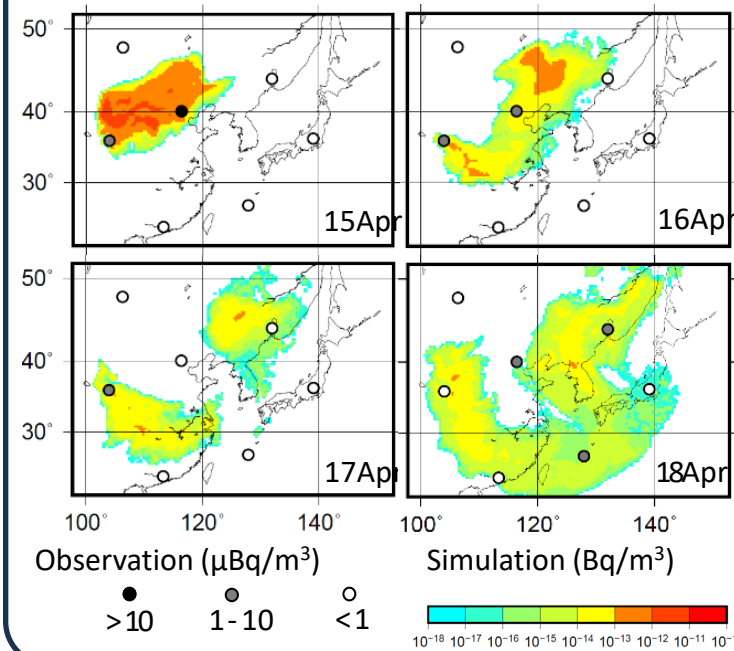 50°
40°
30°
15Apr
16Apr
50°
40°
30°
17Apr
18Apr
100° 120° 140° 100° 120° 140°
Observation (μBq/m³) Simulation (Bq/m³)
>10 1-10 <1
10⁻¹⁸ 10⁻¹⁷ 10⁻¹⁶ 10⁻¹⁵ 10⁻¹⁴ 10⁻¹³ 10⁻¹² 10⁻¹¹